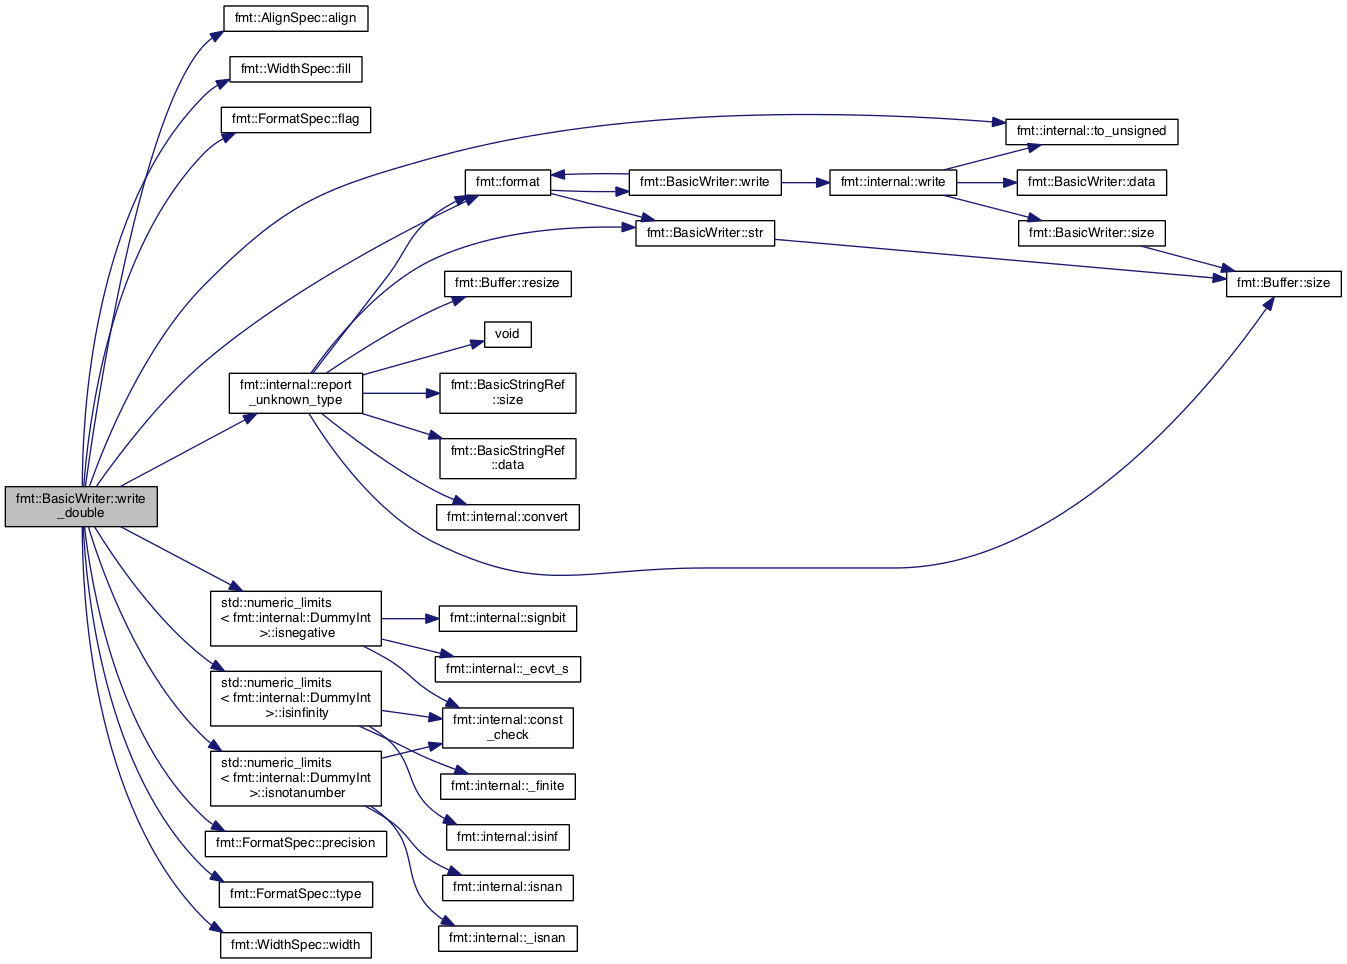 fmt::AlignSpec::align
fmt::WidthSpec::fill
fmt::FormatSpec::flag
fmt::internal::to_unsigned
fmt::format
fmt::BasicWriter::write
fmt::internal::write
fmt::BasicWriter::data
fmt::BasicWriter::str
fmt::BasicWriter::size
fmt::Buffer::resize
fmt::Buffer::size
void
fmt::internal::report
_unknown_type
fmt::BasicStringRef
::size
fmt::BasicStringRef
::data
fmt::BasicWriter::write
_double
fmt::internal::convert
std::numeric_limits
< fmt::internal::DummyInt
>::isnegative
fmt::internal::signbit
fmt::internal::_ecvt_s
std::numeric_limits
< fmt::internal::DummyInt
>::isinfinity
fmt::internal::const
_check
std::numeric_limits
< fmt::internal::DummyInt
>::isnotanumber
fmt::internal::_finite
fmt::FormatSpec::precision
fmt::internal::isinf
fmt::FormatSpec::type
fmt::internal::isnan
fmt::WidthSpec::width
fmt::internal::_isnan